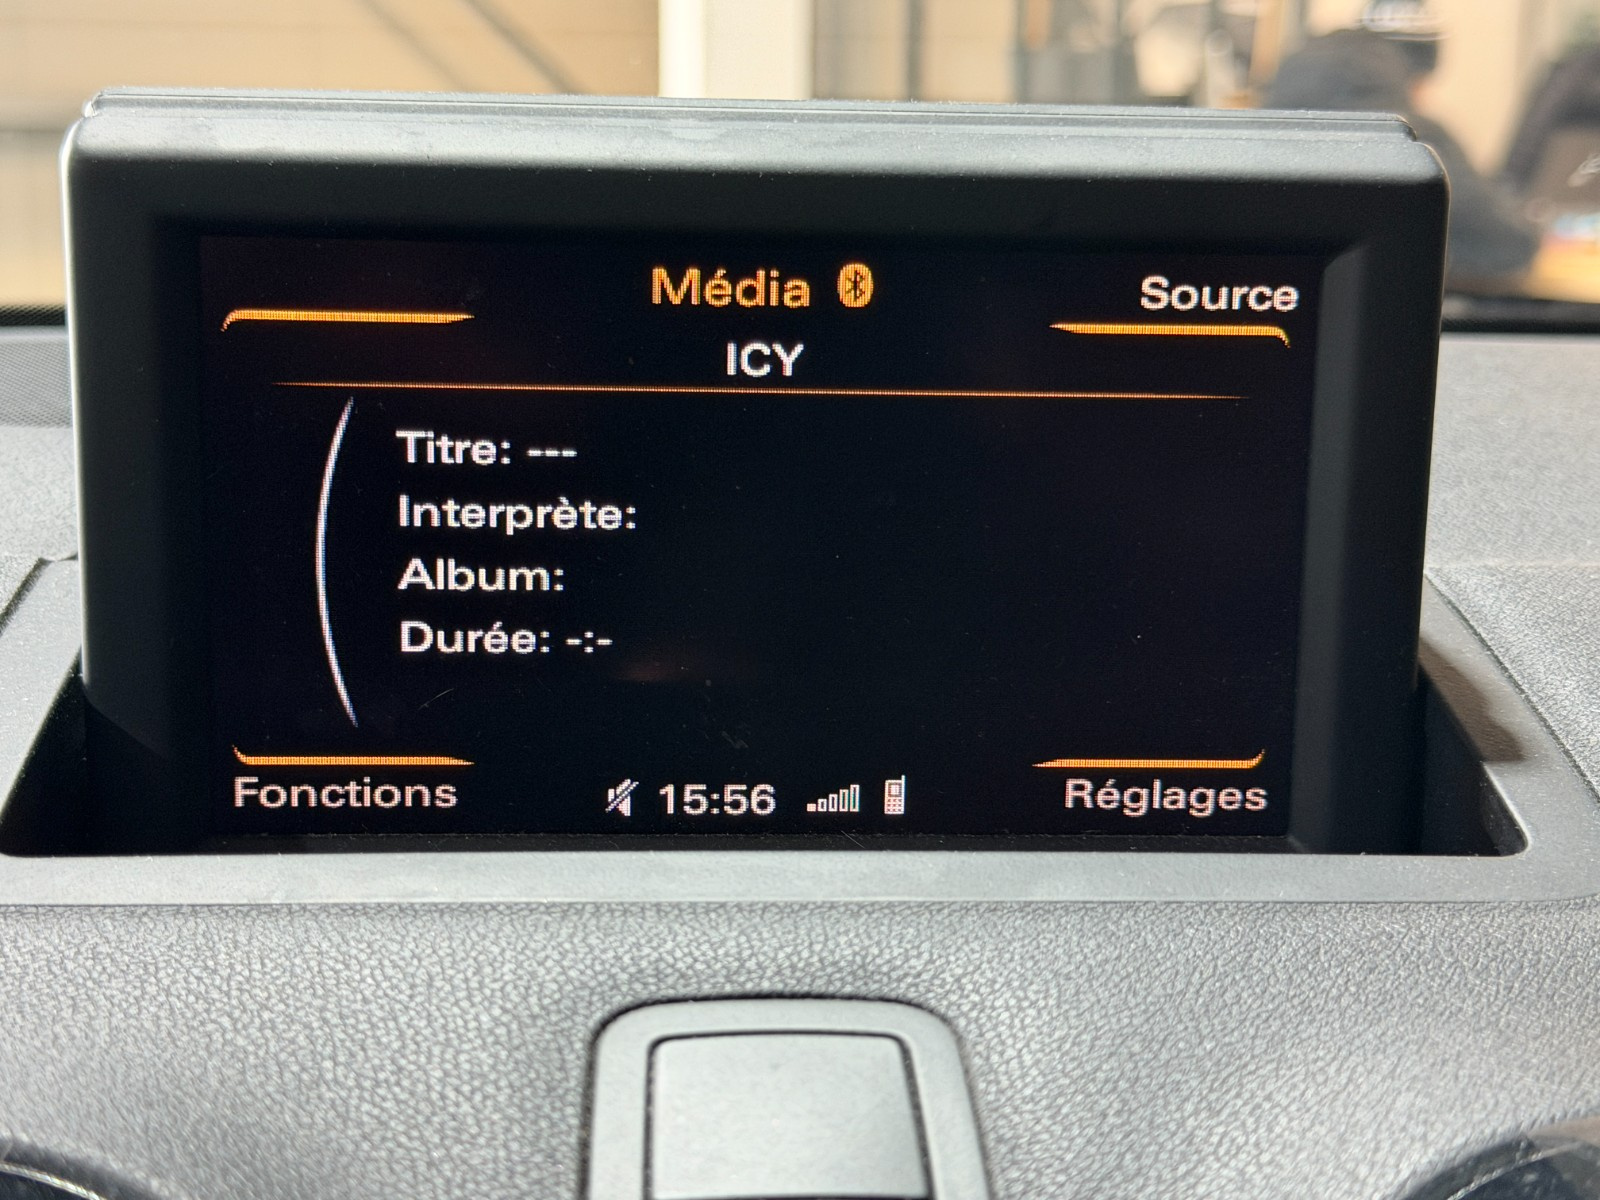 Média
Source
ICY
Titre: ---
Interprète:
Album:
Durée: -:-
Fonctions
15:56
Réglages